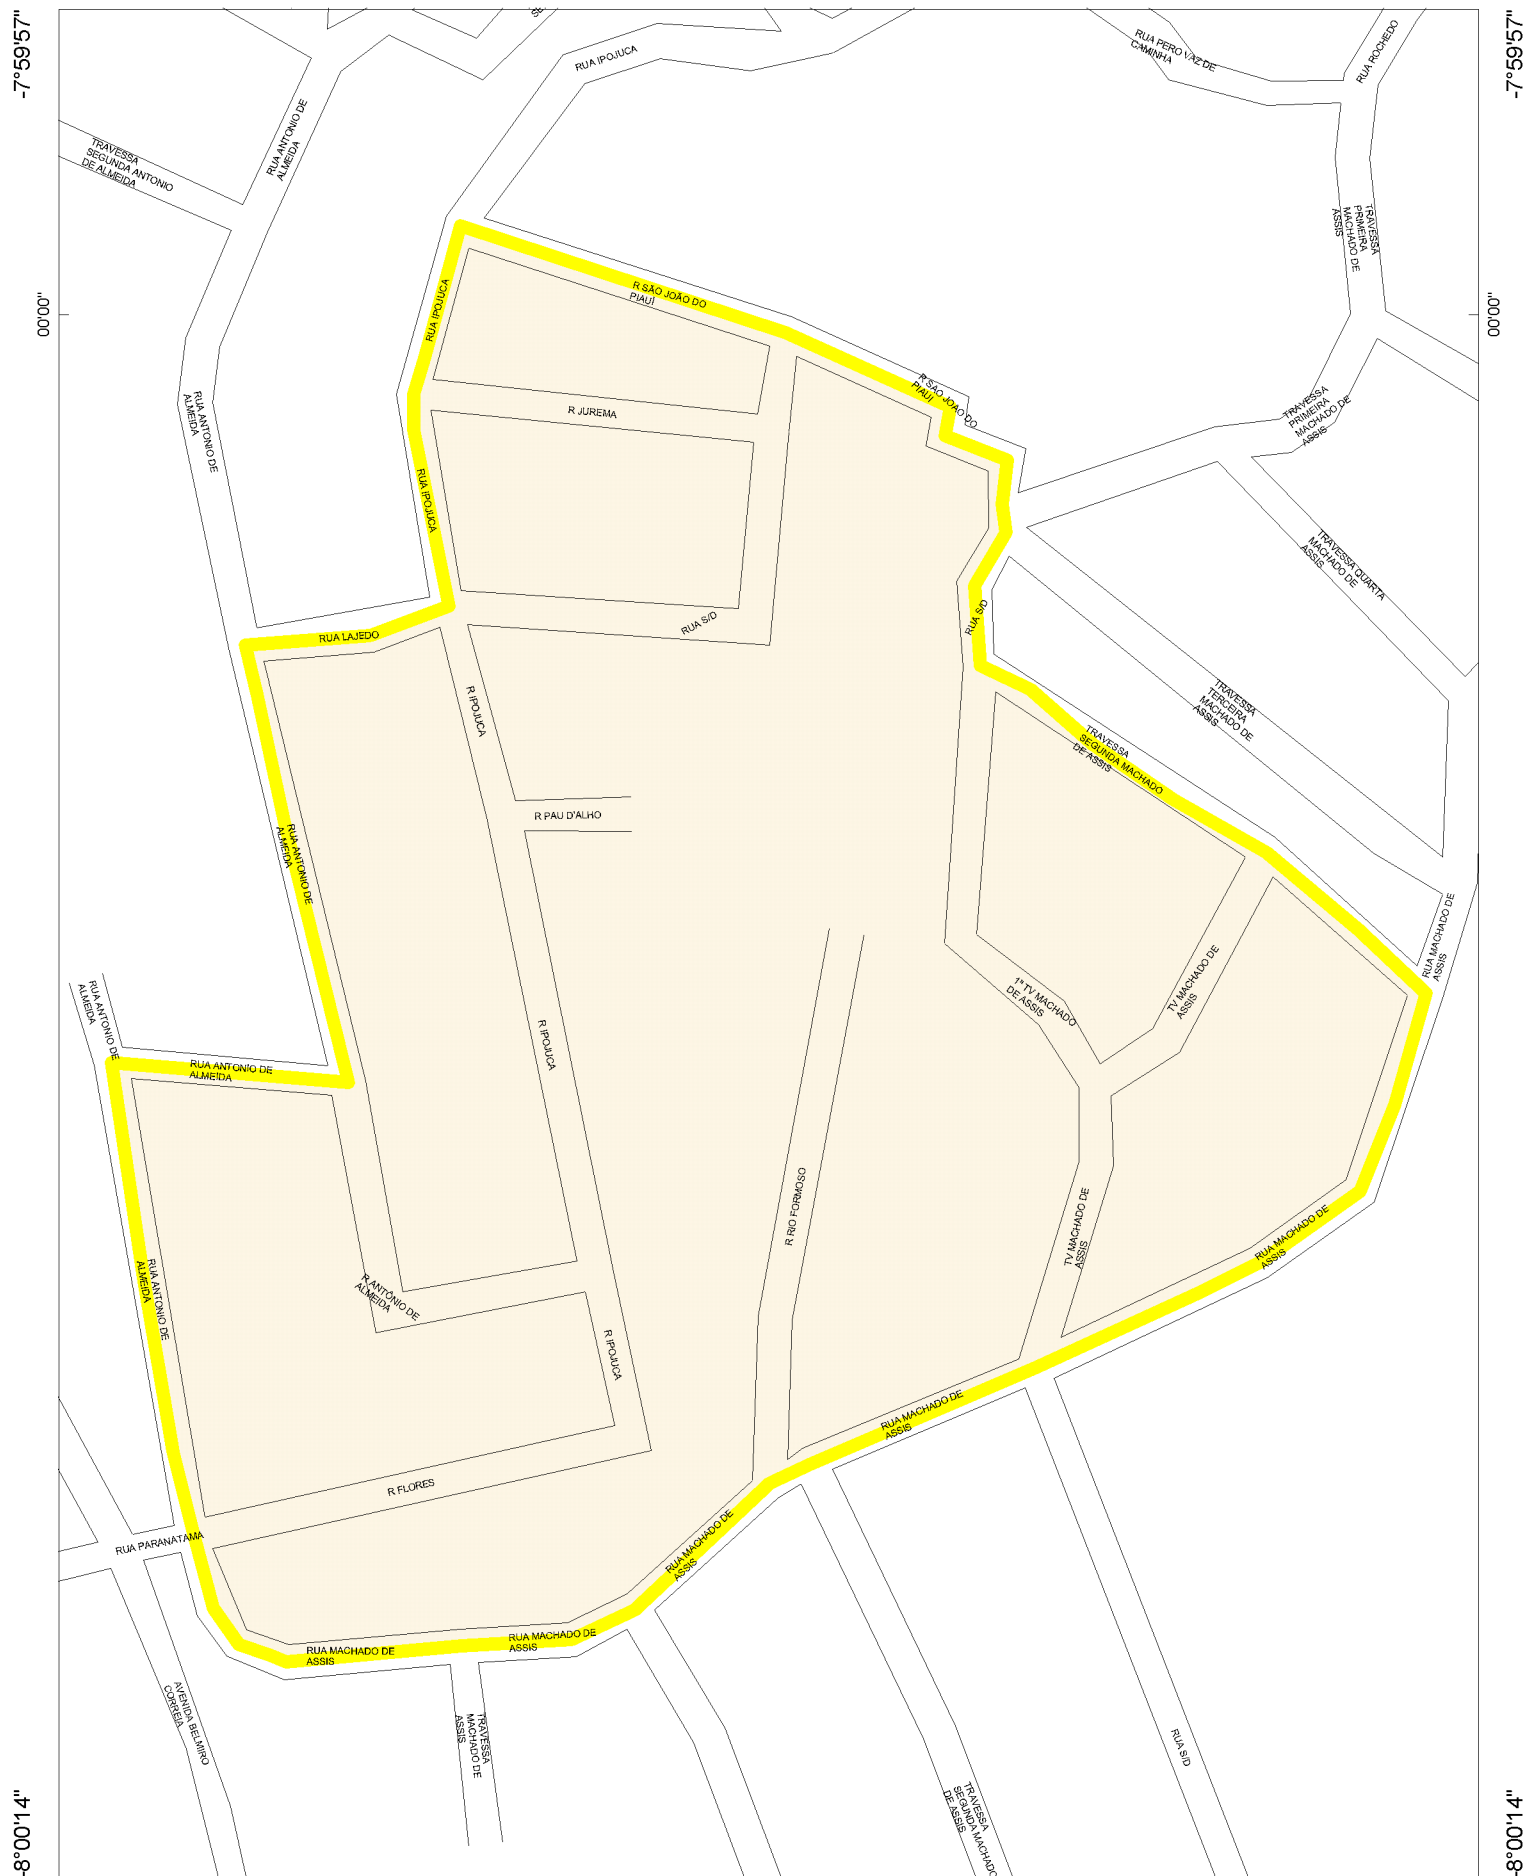 -7°59'57"
-7°59'57"
RUA IPOJUCA
RUA PERO VAZ DE
CAMINHA
RUA ROCHEDO
RUA ANTONIO DE
ALMEIDA
TRAVESSA
SEGUNDA ANTONIO
DE ALMEIDA
TRAVESSA
PRIMEIRA
MACHADO DE
ASSIS
00'00"
00'00"
RUA IPOJUCA
R SÃO JOÃO DO
PIAUÍ
R SÃO JOÃO DO
PIAUÍ
R JUREMA
RUA ANTONIO DE
ALMEIDA
TRAVESSA
PRIMEIRA
MACHADO DE
ASSIS
RUA IPOJUCA
TRAVESSA QUARTA
MACHADO DE
ASSIS
RUA S/D
RUA S/D
RUA LAJEDO
R IPOJUCA
TRAVESSA
TERCEIRA
MACHADO DE
ASSIS
TRAVESSA
SEGUNDA MACHADO
DE ASSIS
R PAU D'ALHO
RUA ANTONIO DE
ALMEIDA
RUA MACHADO DE
ASSIS
TV MACHADO DE
ASSIS
1ª TV MACHADO
DE ASSIS
RUA ANTONIO DE
ALMEIDA
R IPOJUCA
RUA ANTONIO DE
ALMEIDA
R RIO FORMOSO
TV MACHADO DE
ASSIS
RUA MACHADO DE
ASSIS
RUA ANTONIO DE
ALMEIDA
R ANTÔNIO DE
ALMEIDA
R IPOJUCA
RUA MACHADO DE
ASSIS
R FLORES
RUA PARANATAMA
RUA MACHADO DE
ASSIS
RUA MACHADO DE
ASSIS
RUA MACHADO DE
ASSIS
AVENIDA BELMIRO
CORREIA
TRAVESSA
MACHADO DE
ASSIS
RUA S/D
TRAVESSA
SEGUNDA MACHADO
DE ASSIS
-8°00'14"
-8°00'14"